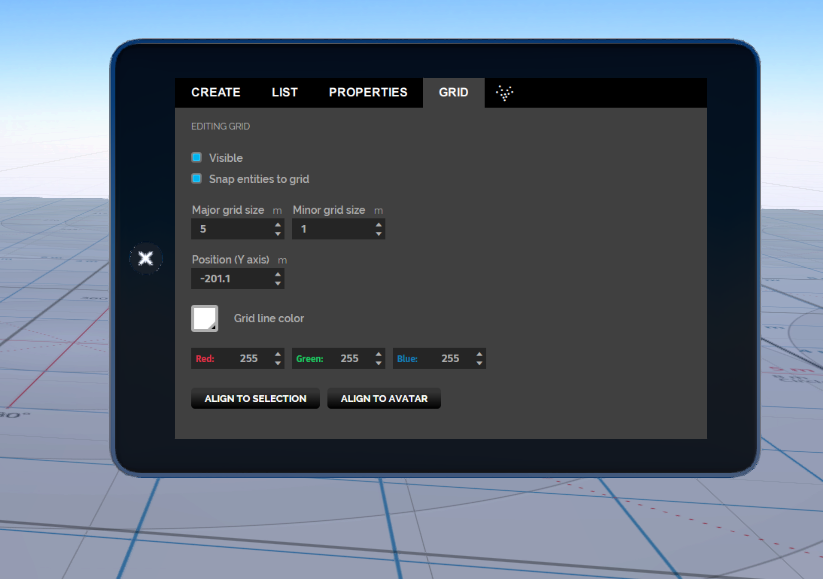 CREATE LIST PROPERTIES GRID
EDITING GRID
Visible
Snap entities to grid
Major grid size m Minor grid size m
5 1
Position (Y axis) m
-201.1
Grid line color
Red: 255 Green: 255 Blue: 255
ALIGN TO SELECTION ALIGN TO AVATAR